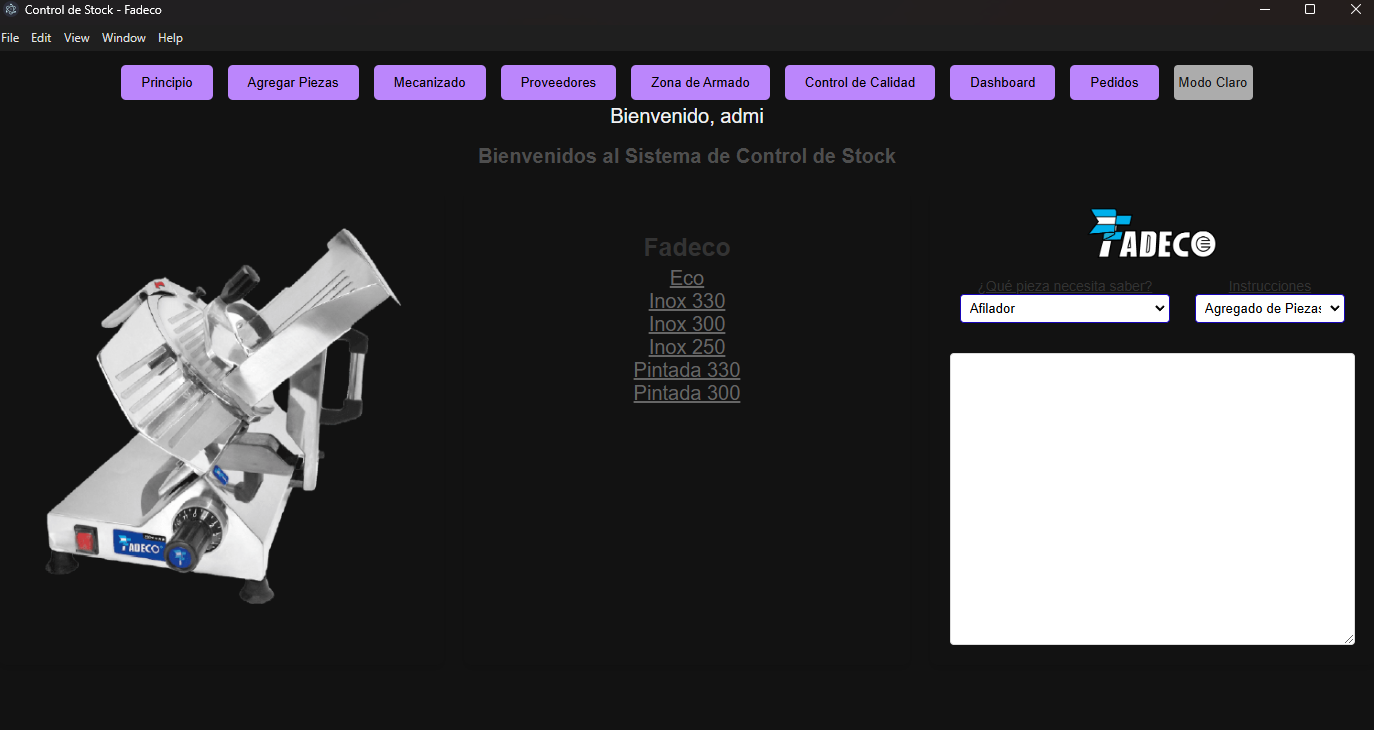 Control de Stock - Fadeco
File Edit View Window Help
Principio Agregar Piezas Mecanizado Proveedores Zona de Armado Control de Calidad Dashboard Pedidos Modo Claro
Bienvenido, admi
Bienvenidos al Sistema de Control de Stock
FADECO
Fadeco
Eco
Inox 330
Inox 300
Inox 250
Pintada 330
Pintada 300
¿Qué pieza necesita saber? Instrucciones
Afilador Agregado de Piezas
FADECO